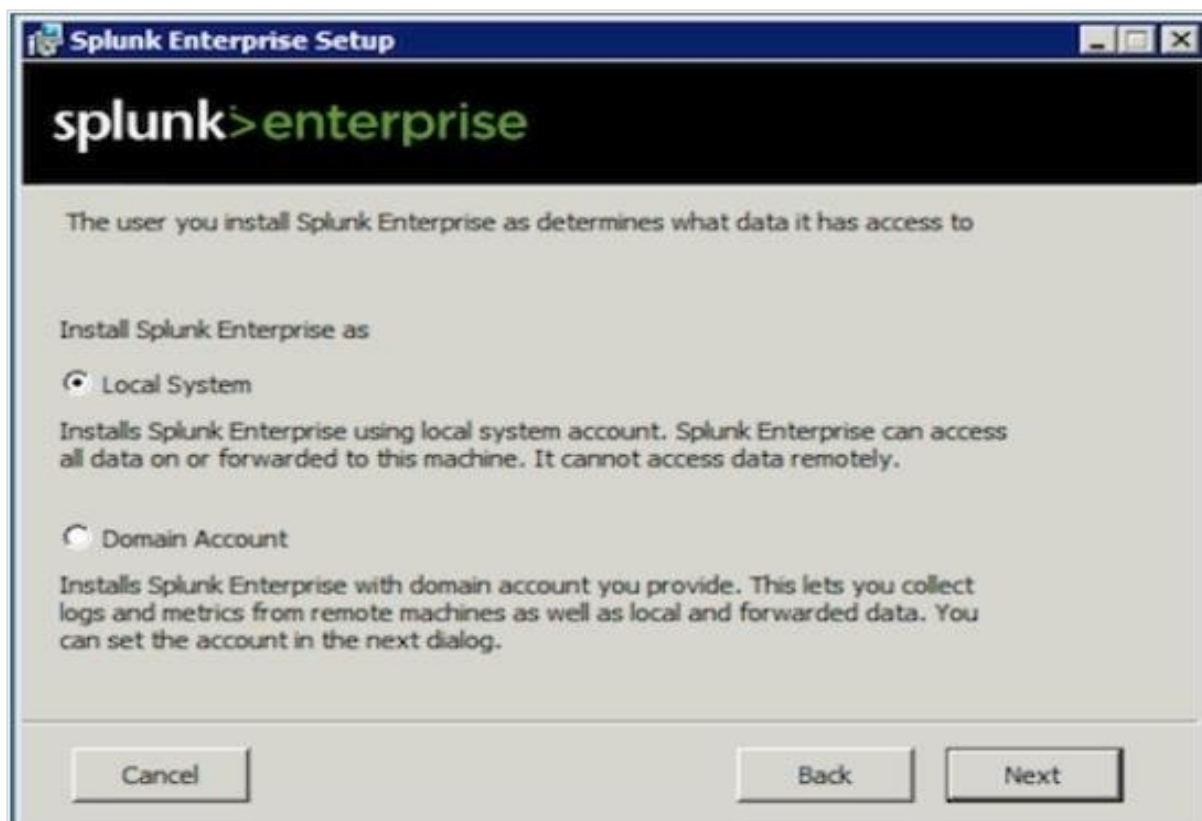 Splunk Enterprise Setup
splunk>enterprise
The user you install Splunk Enterprise as determines what data it has access to
Install Splunk Enterprise as
Local System
Installs Splunk Enterprise using local system account. Splunk Enterprise can access
all data on or forwarded to this machine. It cannot access data remotely.
Domain Account
Installs Splunk Enterprise with domain account you provide. This lets you collect
logs and metrics from remote machines as well as local and forwarded data. You
can set the account in the next dialog.
Cancel Back Next